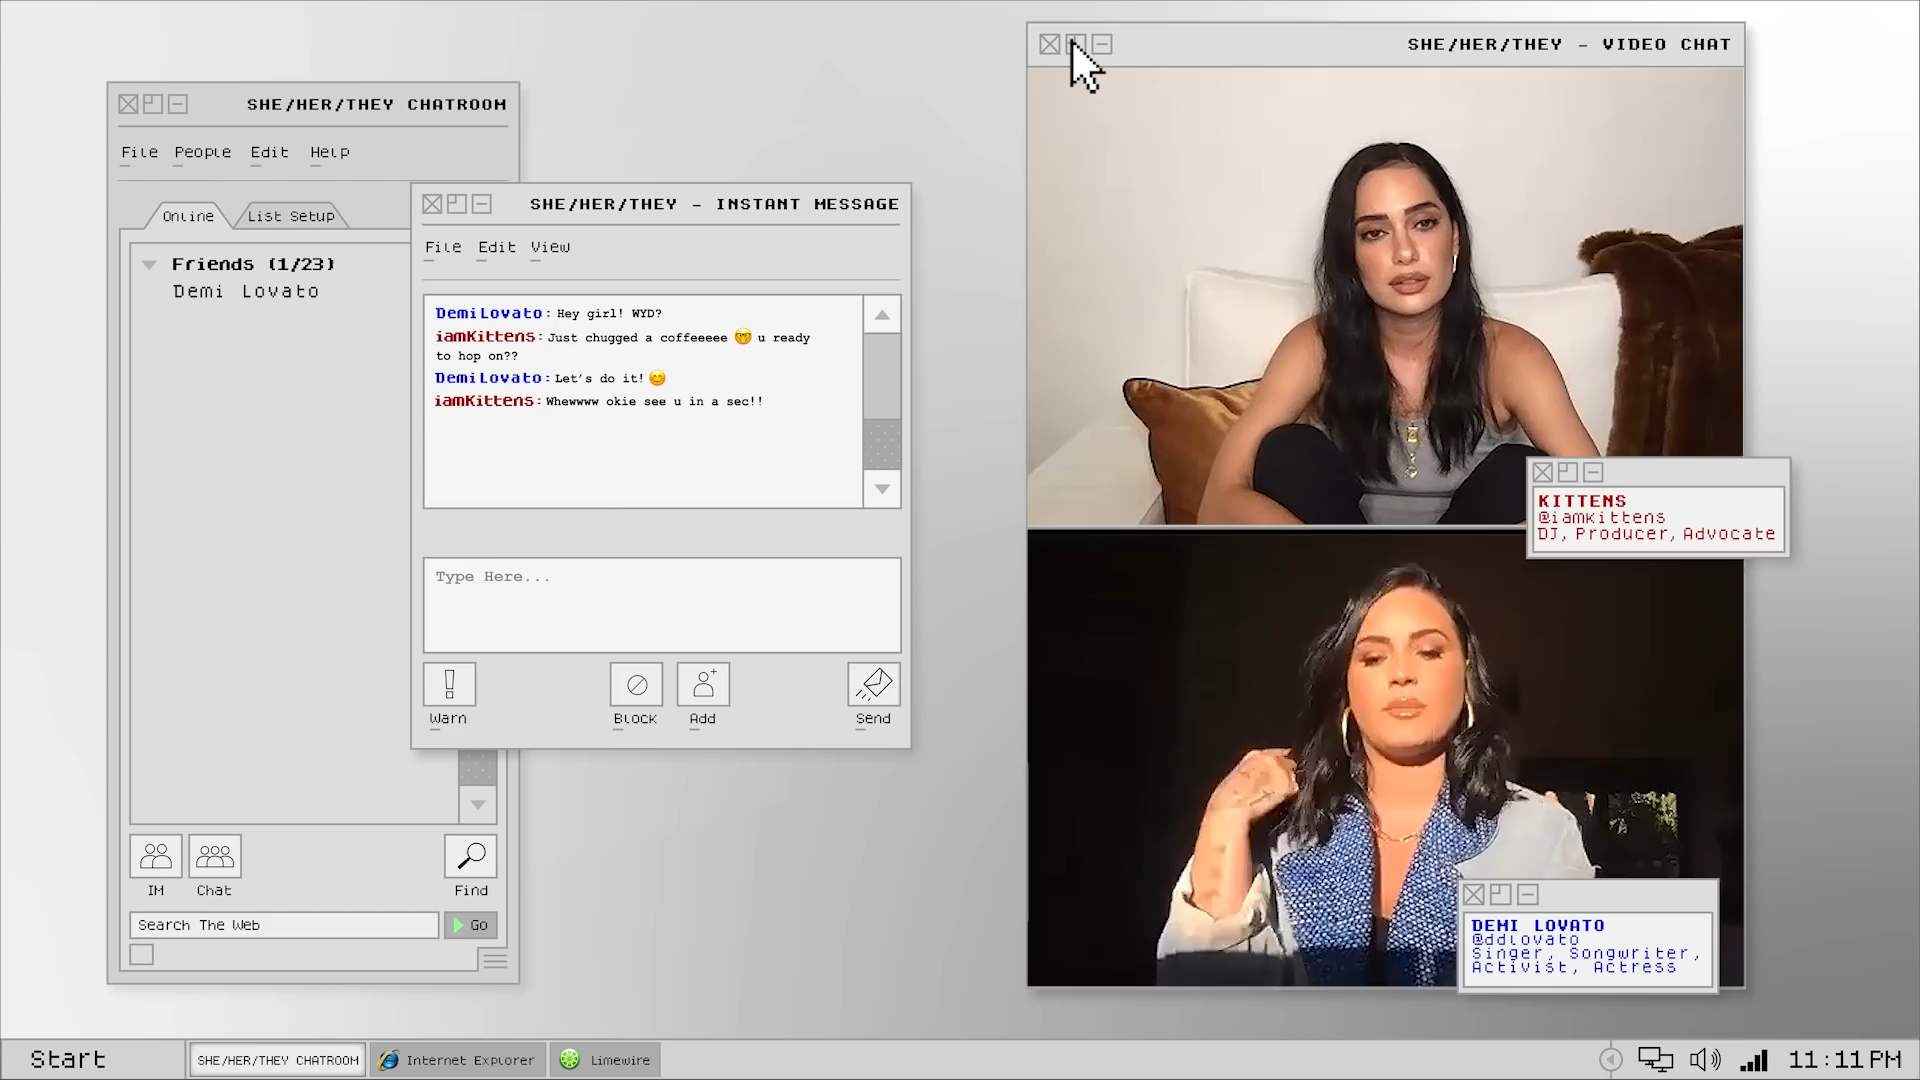 SHE/HER/THEY CHATROOM
File People Edit Help
Online List Setup
Friends (1/23)
Demi Lovato
IM Chat Find
Search The Web Go
SHE/HER/THEY - INSTANT MESSAGE
File Edit View
DemiLovato: Hey girl! WYD?
iamKittens: Just chugged a coffeeeee 🤓 u ready
to hop on??
DemiLovato: Let's do it! 😊
iamKittens: Whewwww okie see u in a sec!!
Type Here...
Warn Block Add Send
SHE/HER/THEY - VIDEO CHAT
KITTENS
@iamkittens
DJ, Producer, Advocate
DEMI LOVATO
@ddlovato
Singer, Songwriter,
Activist, Actress
Start SHE/HER/THEY CHATROOM Internet Explorer Limewire 11:11 PM